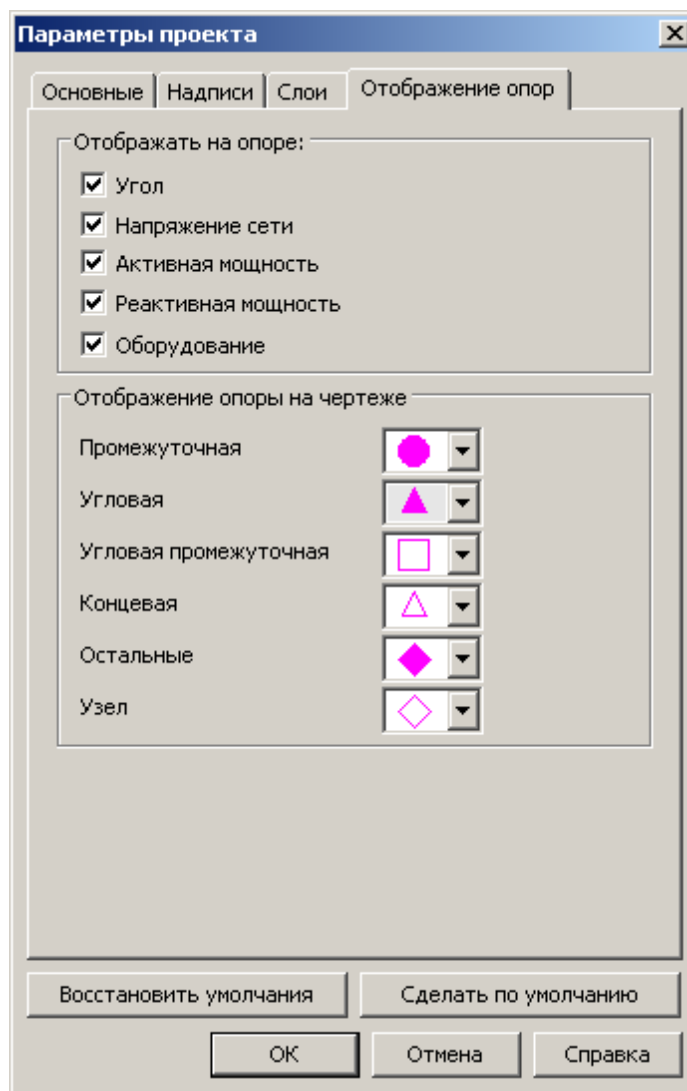 Параметры проекта
Основные Надписи Слои Отображение опор
Отображать на опоре:
Угол
Напряжение сети
Активная мощность
Реактивная мощность
Оборудование
Отображение опоры на чертеже
Промежуточная
Угловая
Угловая промежуточная
Концевая
Остальные
Узел
Восстановить умолчания Сделать по умолчанию
ОК Отмена Справка